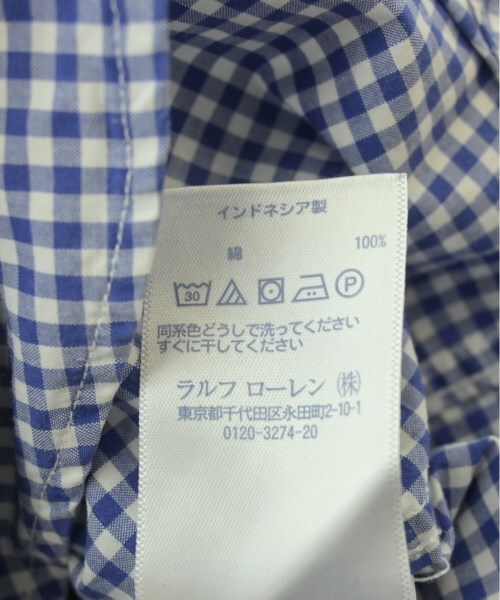 インドネシア製
綿 100%
30 P
同系色どうしで洗ってください
すぐに干してください
ラルフ ローレン (株)
東京都千代田区永田町2-10-1
0120-3274-20